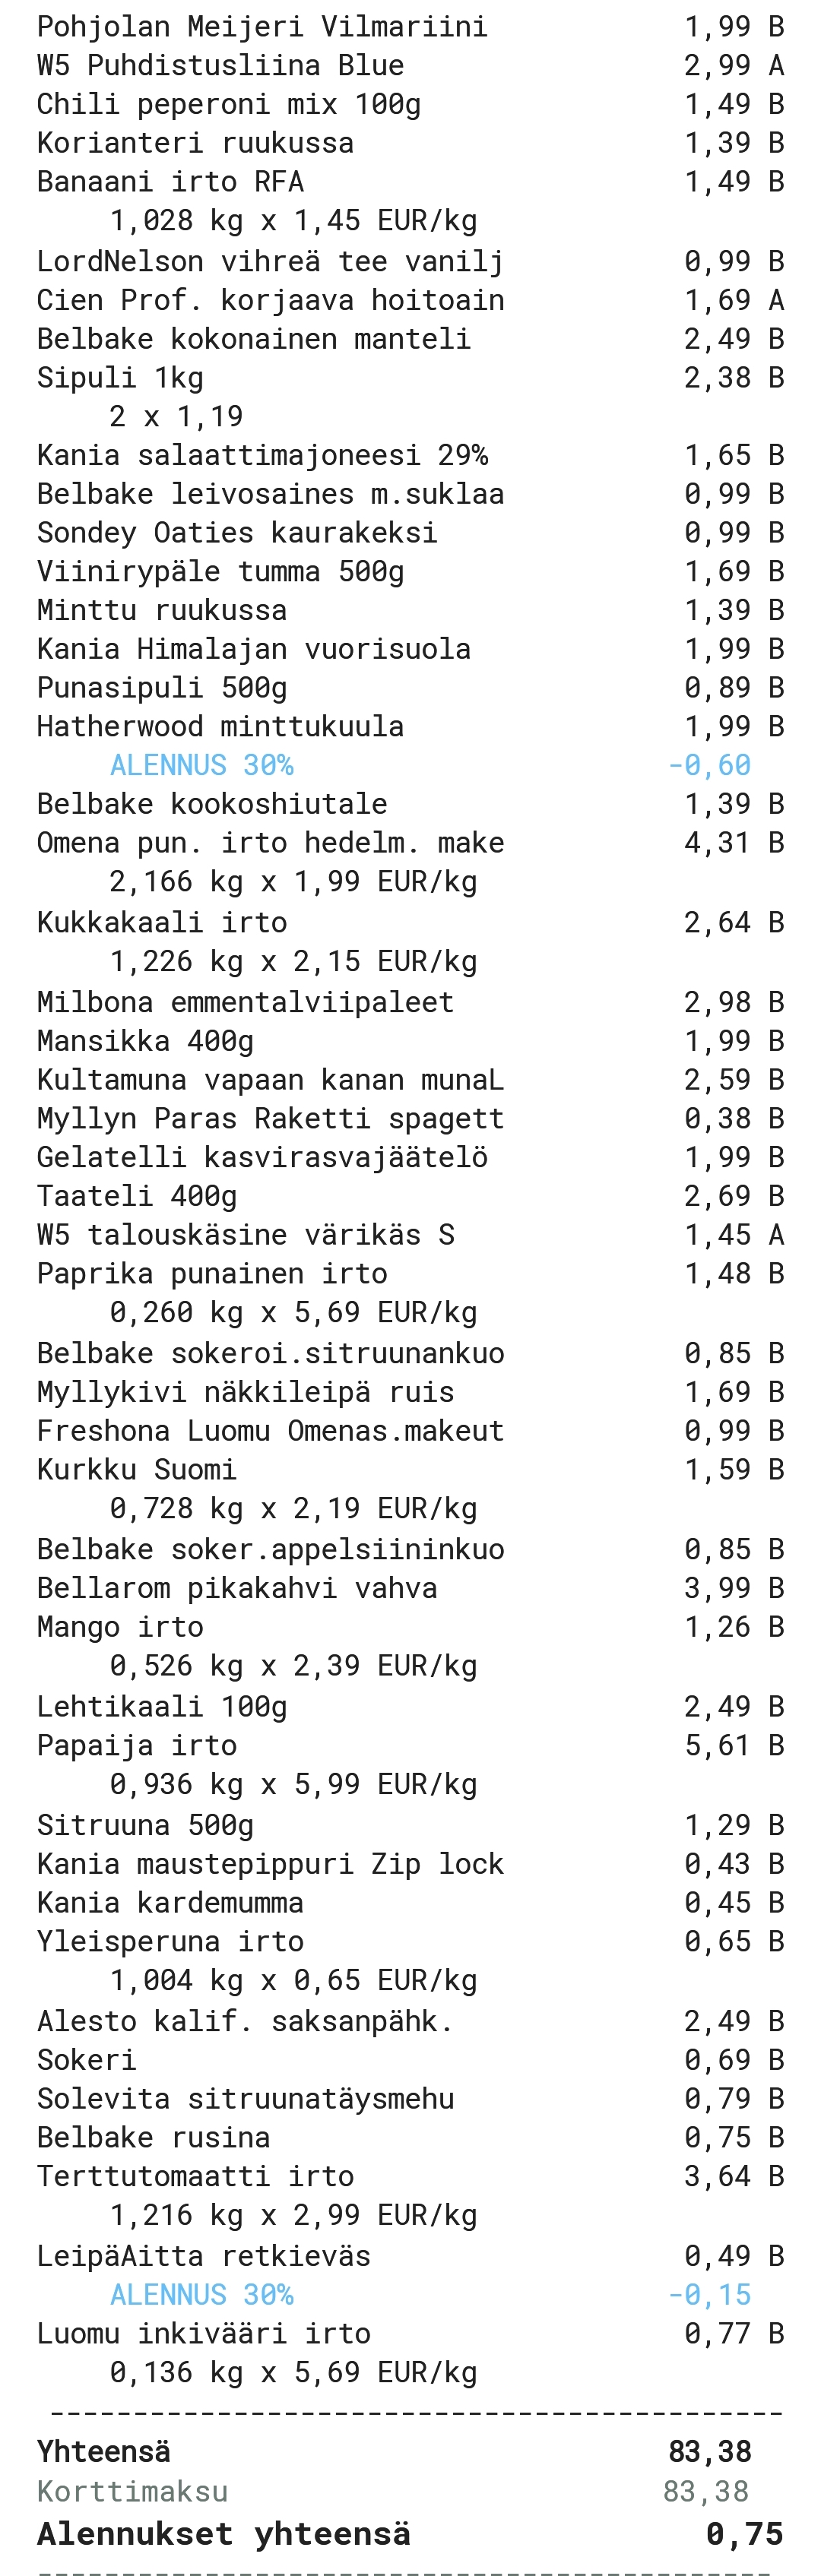 Pohjolan Meijeri Vilmariini 1,99 B
W5 Puhdistusliina Blue 2,99 A
Chili peperoni mix 100g 1,49 B
Korianteri ruukussa 1,39 B
Banaani irto RFA 1,49 B
1,028 kg x 1,45 EUR/kg
LordNelson vihreä tee vanilj 0,99 B
Cien Prof. korjaava hoitoain 1,69 A
Belbake kokonainen manteli 2,49 B
Sipuli 1kg 2,38 B
2 x 1,19
Kania salaattimajoneesi 29% 1,65 B
Belbake leivosaines m.suklaa 0,99 B
Sondey Oaties kaurakeksi 0,99 B
Viinirypäle tumma 500g 1,69 B
Minttu ruukussa 1,39 B
Kania Himalajan vuorisuola 1,99 B
Punasipuli 500g 0,89 B
Hatherwood minttukuula 1,99 B
ALENNUS 30% -0,60
Belbake kookoshiutale 1,39 B
Omena pun. irto hedelm. make 4,31 B
2,166 kg x 1,99 EUR/kg
Kukkakaali irto 2,64 B
1,226 kg x 2,15 EUR/kg
Milbona emmentalviipaleet 2,98 B
Mansikka 400g 1,99 B
Kultamuna vapaan kanan munaL 2,59 B
Myllyn Paras Raketti spagett 0,38 B
Gelatelli kasvirasvajäätelö 1,99 B
Taateli 400g 2,69 B
W5 talouskäsine värikäs S 1,45 A
Paprika punainen irto 1,48 B
0,260 kg x 5,69 EUR/kg
Belbake sokeroi.sitruunankuo 0,85 B
Myllykivi näkkileipä ruis 1,69 B
Freshona Luomu Omenas.makeut 0,99 B
Kurkku Suomi 1,59 B
0,728 kg x 2,19 EUR/kg
Belbake soker.appelsiininkuo 0,85 B
Bellarom pikakahvi vahva 3,99 B
Mango irto 1,26 B
0,526 kg x 2,39 EUR/kg
Lehtikaali 100g 2,49 B
Papaija irto 5,61 B
0,936 kg x 5,99 EUR/kg
Sitruuna 500g 1,29 B
Kania maustepippuri Zip lock 0,43 B
Kania kardemumma 0,45 B
Yleisperuna irto 0,65 B
1,004 kg x 0,65 EUR/kg
Alesto kalif. saksanpähk. 2,49 B
Sokeri 0,69 B
Solevita sitruunatäysmehu 0,79 B
Belbake rusina 0,75 B
Terttutomaatti irto 3,64 B
1,216 kg x 2,99 EUR/kg
LeipäAitta retkieväs 0,49 B
ALENNUS 30% -0,15
Luomu inkivääri irto 0,77 B
0,136 kg x 5,69 EUR/kg
--------------------------------------------
Yhteensä 83,38
Korttimaksu 83,38
Alennukset yhteensä 0,75
--------------------------------------------